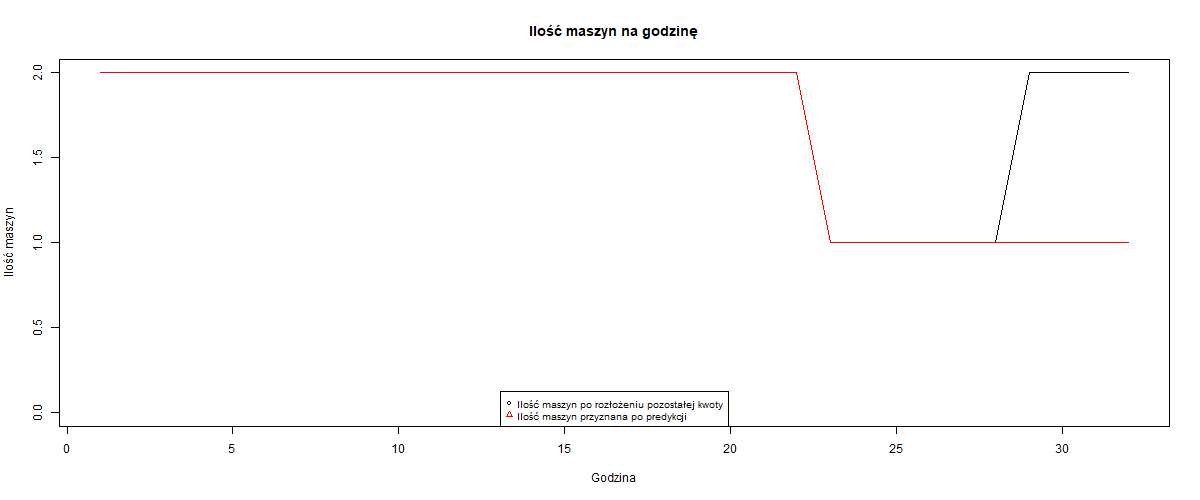 Ilość maszyn na godzinę
Ilość maszyn
2.0
1.5
1.0
0.5
0.0
Ilość maszyn po rozłożeniu pozostałej kwoty
Ilość maszyn przyznana po predykcji
0 5 10 15 20 25 30
Godzina